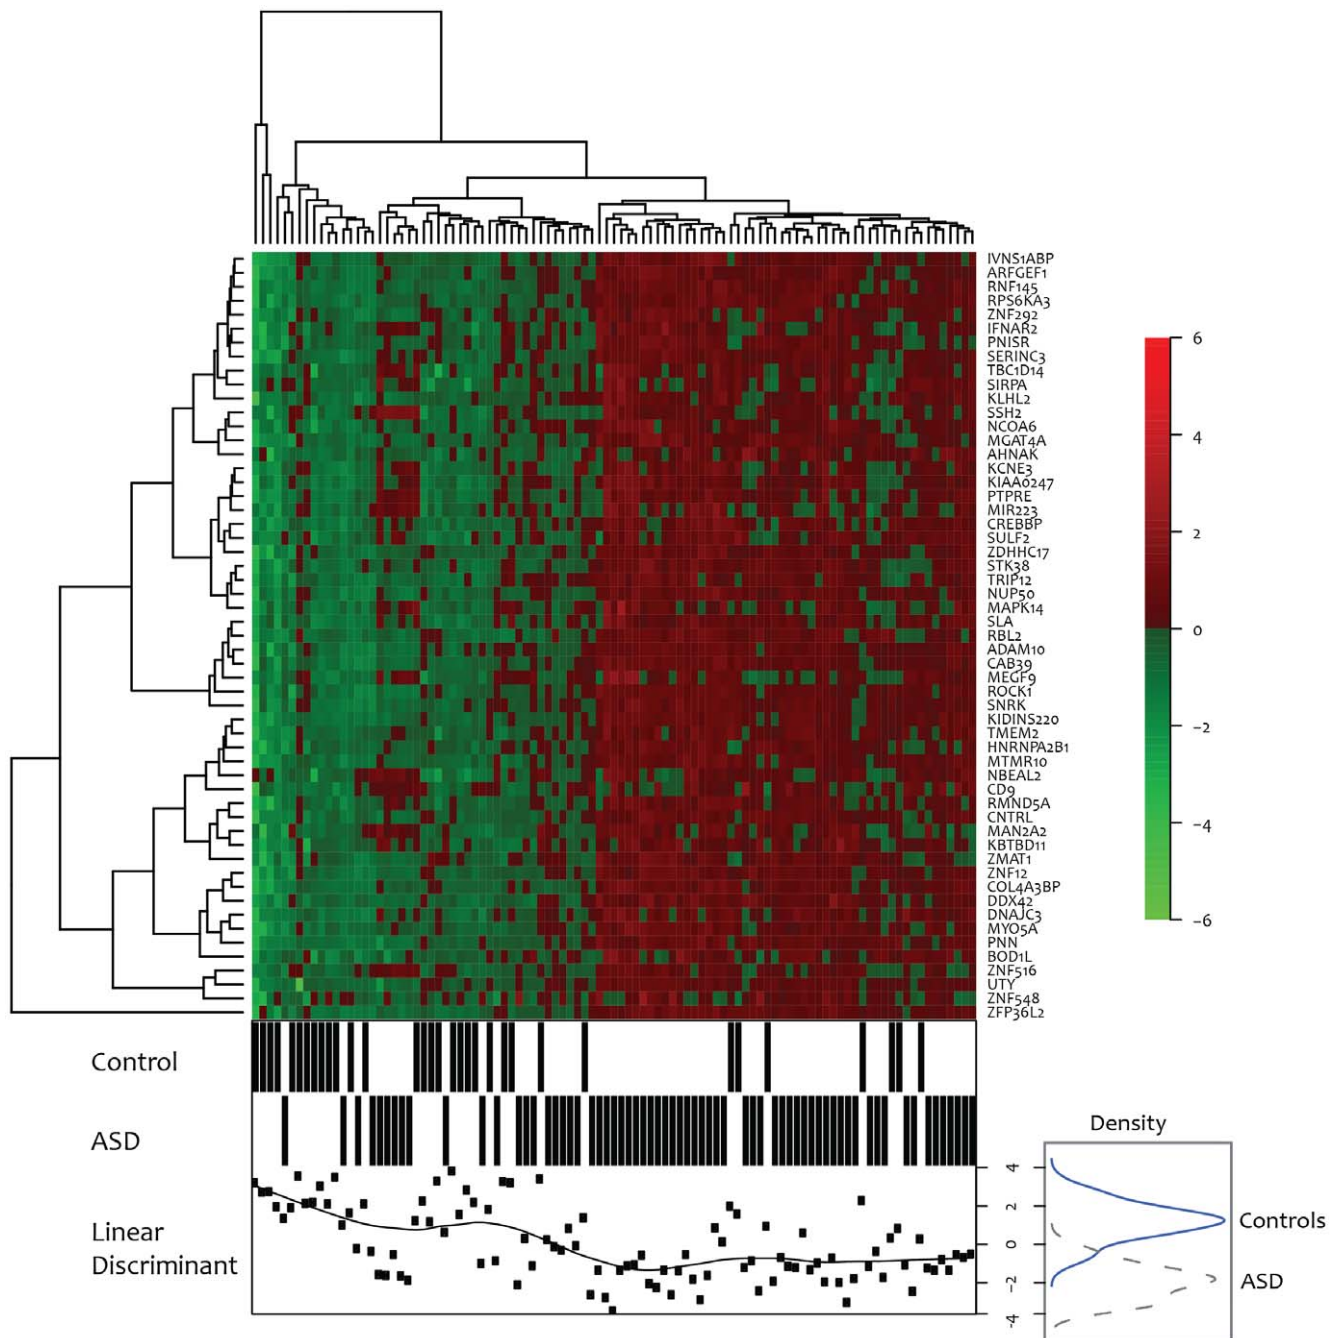 IVNS1ABP
ARFGEF1
RNF145
RPS6KA3
ZNF292
IFNAR2
PNISR
SERINC3
TBC1D14
SIRPA
KLHL2
SSH2
NCOA6
MGAT4A
AHNAK
KCNE3
KIAA0247
PTPRE
MIR223
CREBBP
SULF2
ZDHHC17
STK38
TRIP12
NUP50
MAPK14
SLA
RBL2
ADAM10
CAB39
MEGF9
ROCK1
SNRK
KIDINS220
TMEM2
HNRNPA2B1
MTMR10
NBEAL2
CD9
RMND5A
CNTRL
MAN2A2
KBTBD11
ZMAT1
ZNF12
COL4A3BP
DDX42
DNAJC3
MYO5A
PNN
BOD1L
ZNF516
UTY
ZNF548
ZFP36L2
6
4
2
0
-2
-4
-6
Control
ASD
Linear
Discriminant
4
2
0
-2
-4
Density
Controls
ASD